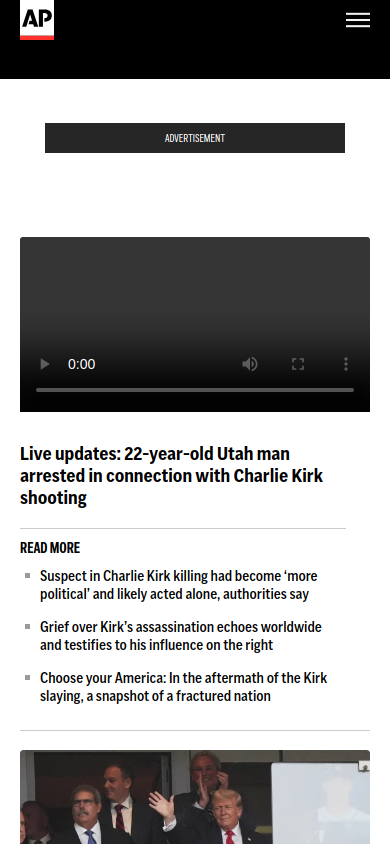 AP
ADVERTISEMENT
0:00
Live updates: 22-year-old Utah man
arrested in connection with Charlie Kirk
shooting
READ MORE
Suspect in Charlie Kirk killing had become ‘more
political’ and likely acted alone, authorities say
Grief over Kirk’s assassination echoes worldwide
and testifies to his influence on the right
Choose your America: In the aftermath of the Kirk
slaying, a snapshot of a fractured nation